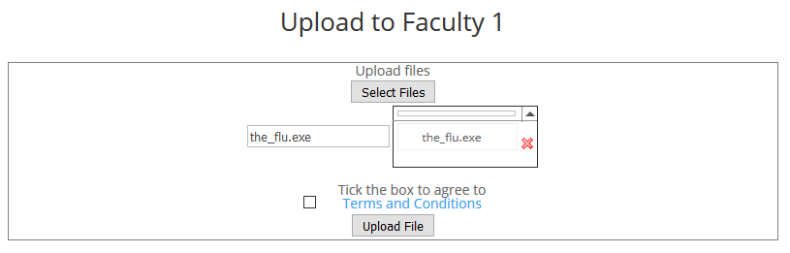 Upload to Faculty 1
Upload files
Select Files
the_flu.exe
the_flu.exe
Tick the box to agree to
Terms and Conditions
Upload File